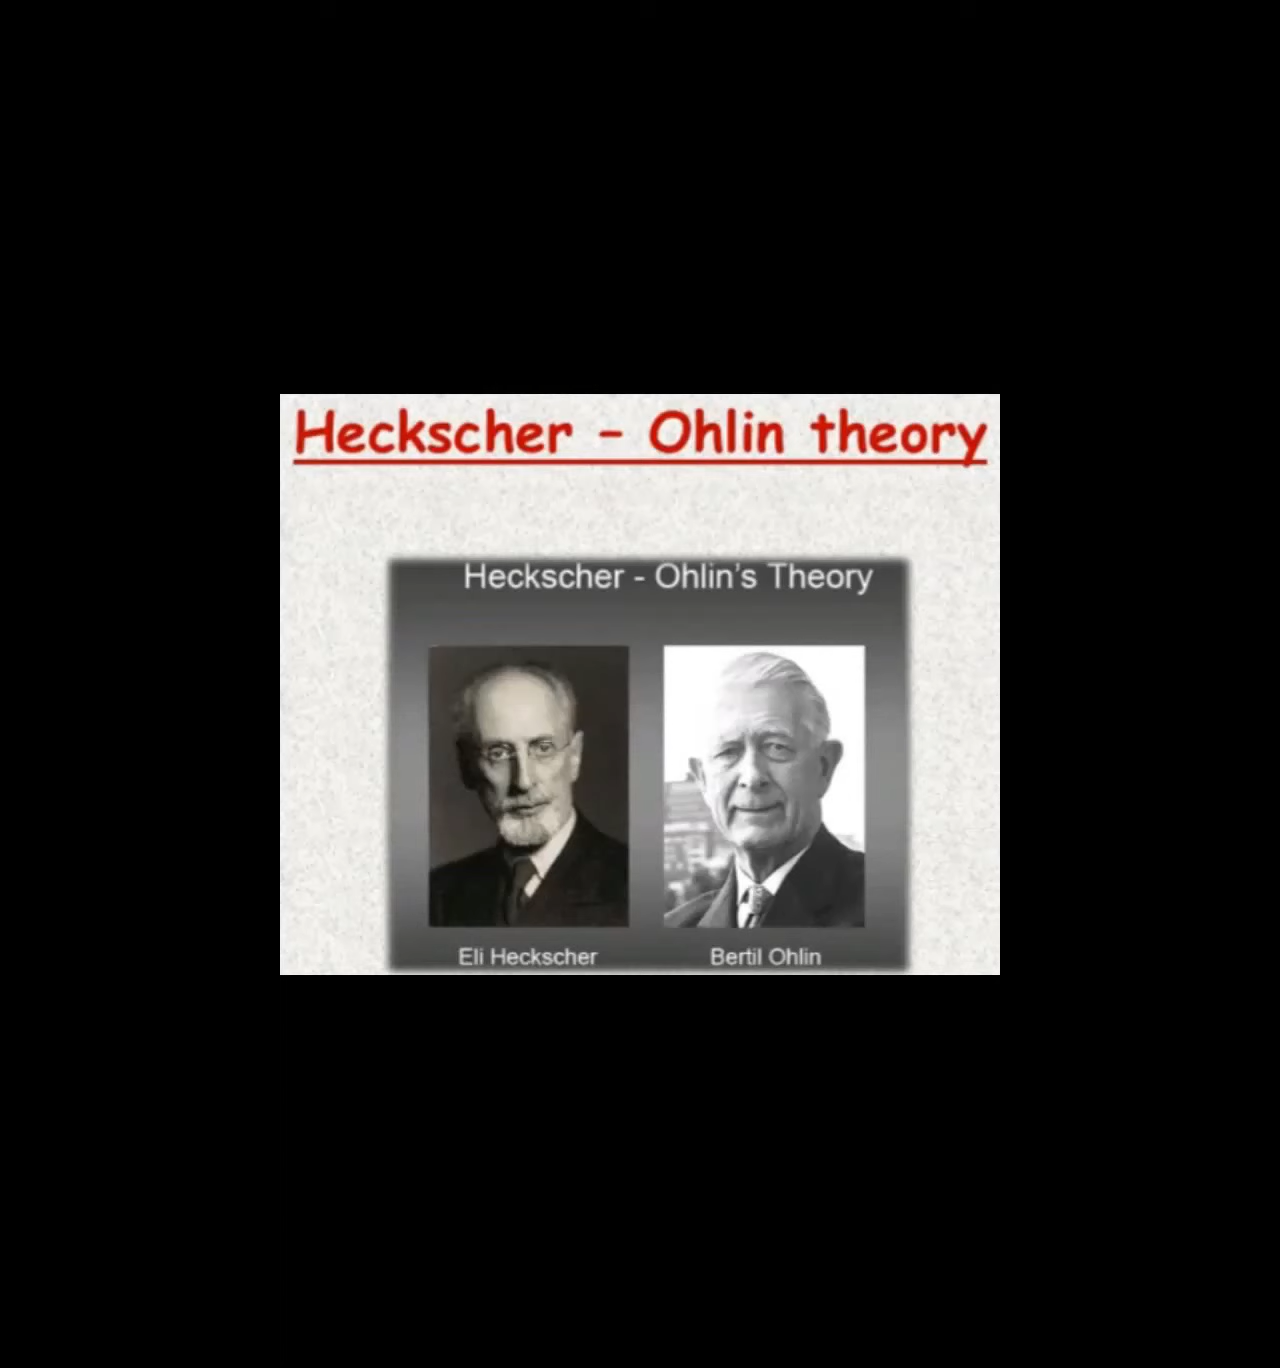 Heckscher – Ohlin theory
Heckscher - Ohlin's Theory
Eli Heckscher
Bertil Ohlin